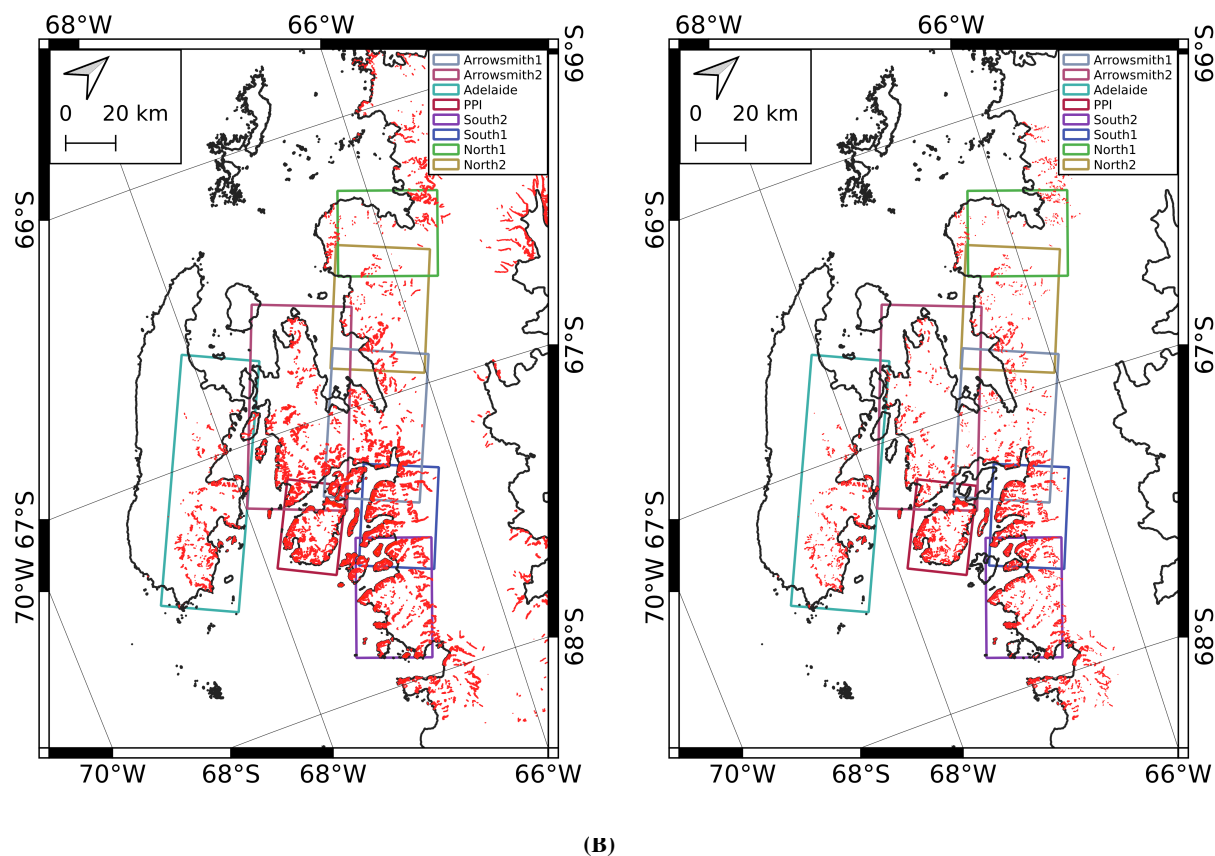 68°W 66°W 68°W 66°W
66°S 66°S
Arrowsmith1
Arrowsmith2
Adelaide
PPI
South2
South1
North1
North2
0 20 km
Arrowsmith1
Arrowsmith2
Adelaide
PPI
South2
South1
North1
North2
0 20 km
66°S 66°S
67°S 67°S
67°S 67°S
70°W 70°W
68°S 68°S
70°W 68°S 68°W 66°W 70°W 68°S 68°W 66°W
(B)